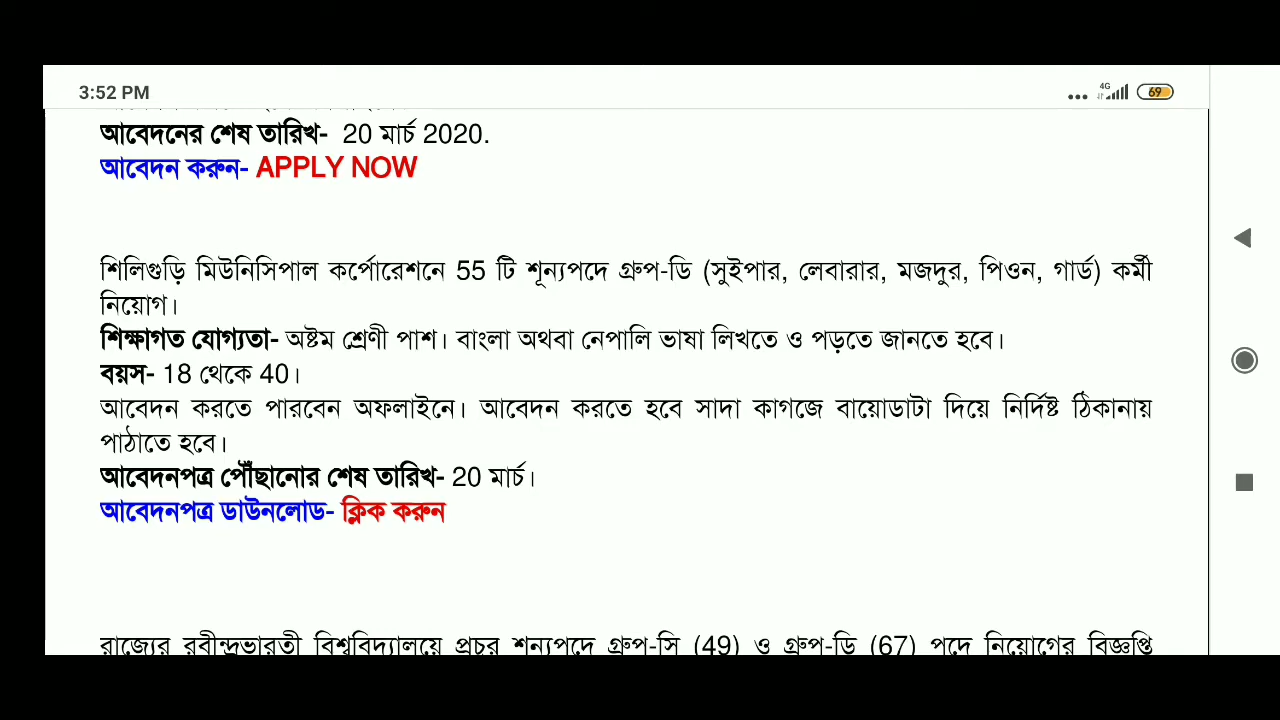 3:52 PM
4G
69
আবেদনের শেষ তারিখ- 20 মার্চ 2020.
আবেদন করুন- APPLY NOW
শিলিগুড়ি মিউনিসিপাল কর্পোরেশনে 55 টি শূন্যপদে গ্রুপ-ডি (সুইপার, লেবারার, মজদুর, পিওন, গার্ড) কর্মী
নিয়োগ।
শিক্ষাগত যোগ্যতা- অষ্টম শ্রেণী পাশ। বাংলা অথবা নেপালি ভাষা লিখতে ও পড়তে জানতে হবে।
বয়স- 18 থেকে 40।
আবেদন করতে পারবেন অফলাইনে। আবেদন করতে হবে সাদা কাগজে বায়োডাটা দিয়ে নির্দিষ্ট ঠিকানায়
পাঠাতে হবে।
আবেদনপত্র পৌঁছানোর শেষ তারিখ- 20 মার্চ।
আবেদনপত্র ডাউনলোড- ক্লিক করুন
রাজ্যের রবীন্দ্রভারতী বিশ্ববিদ্যালয়ে প্রচুর শূন্যপদে গ্রুপ-সি (49) ও গ্রুপ-ডি (67) পদে নিয়োগের বিজ্ঞপ্তি